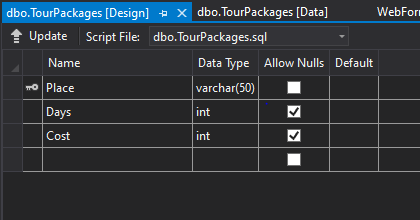 dbo.TourPackages [Design]
dbo.TourPackages [Data]
WebForm
Update
Script File:
dbo.TourPackages.sql
Name
Data Type
Allow Nulls
Default
Place
varchar(50)
Days
int
Cost
int